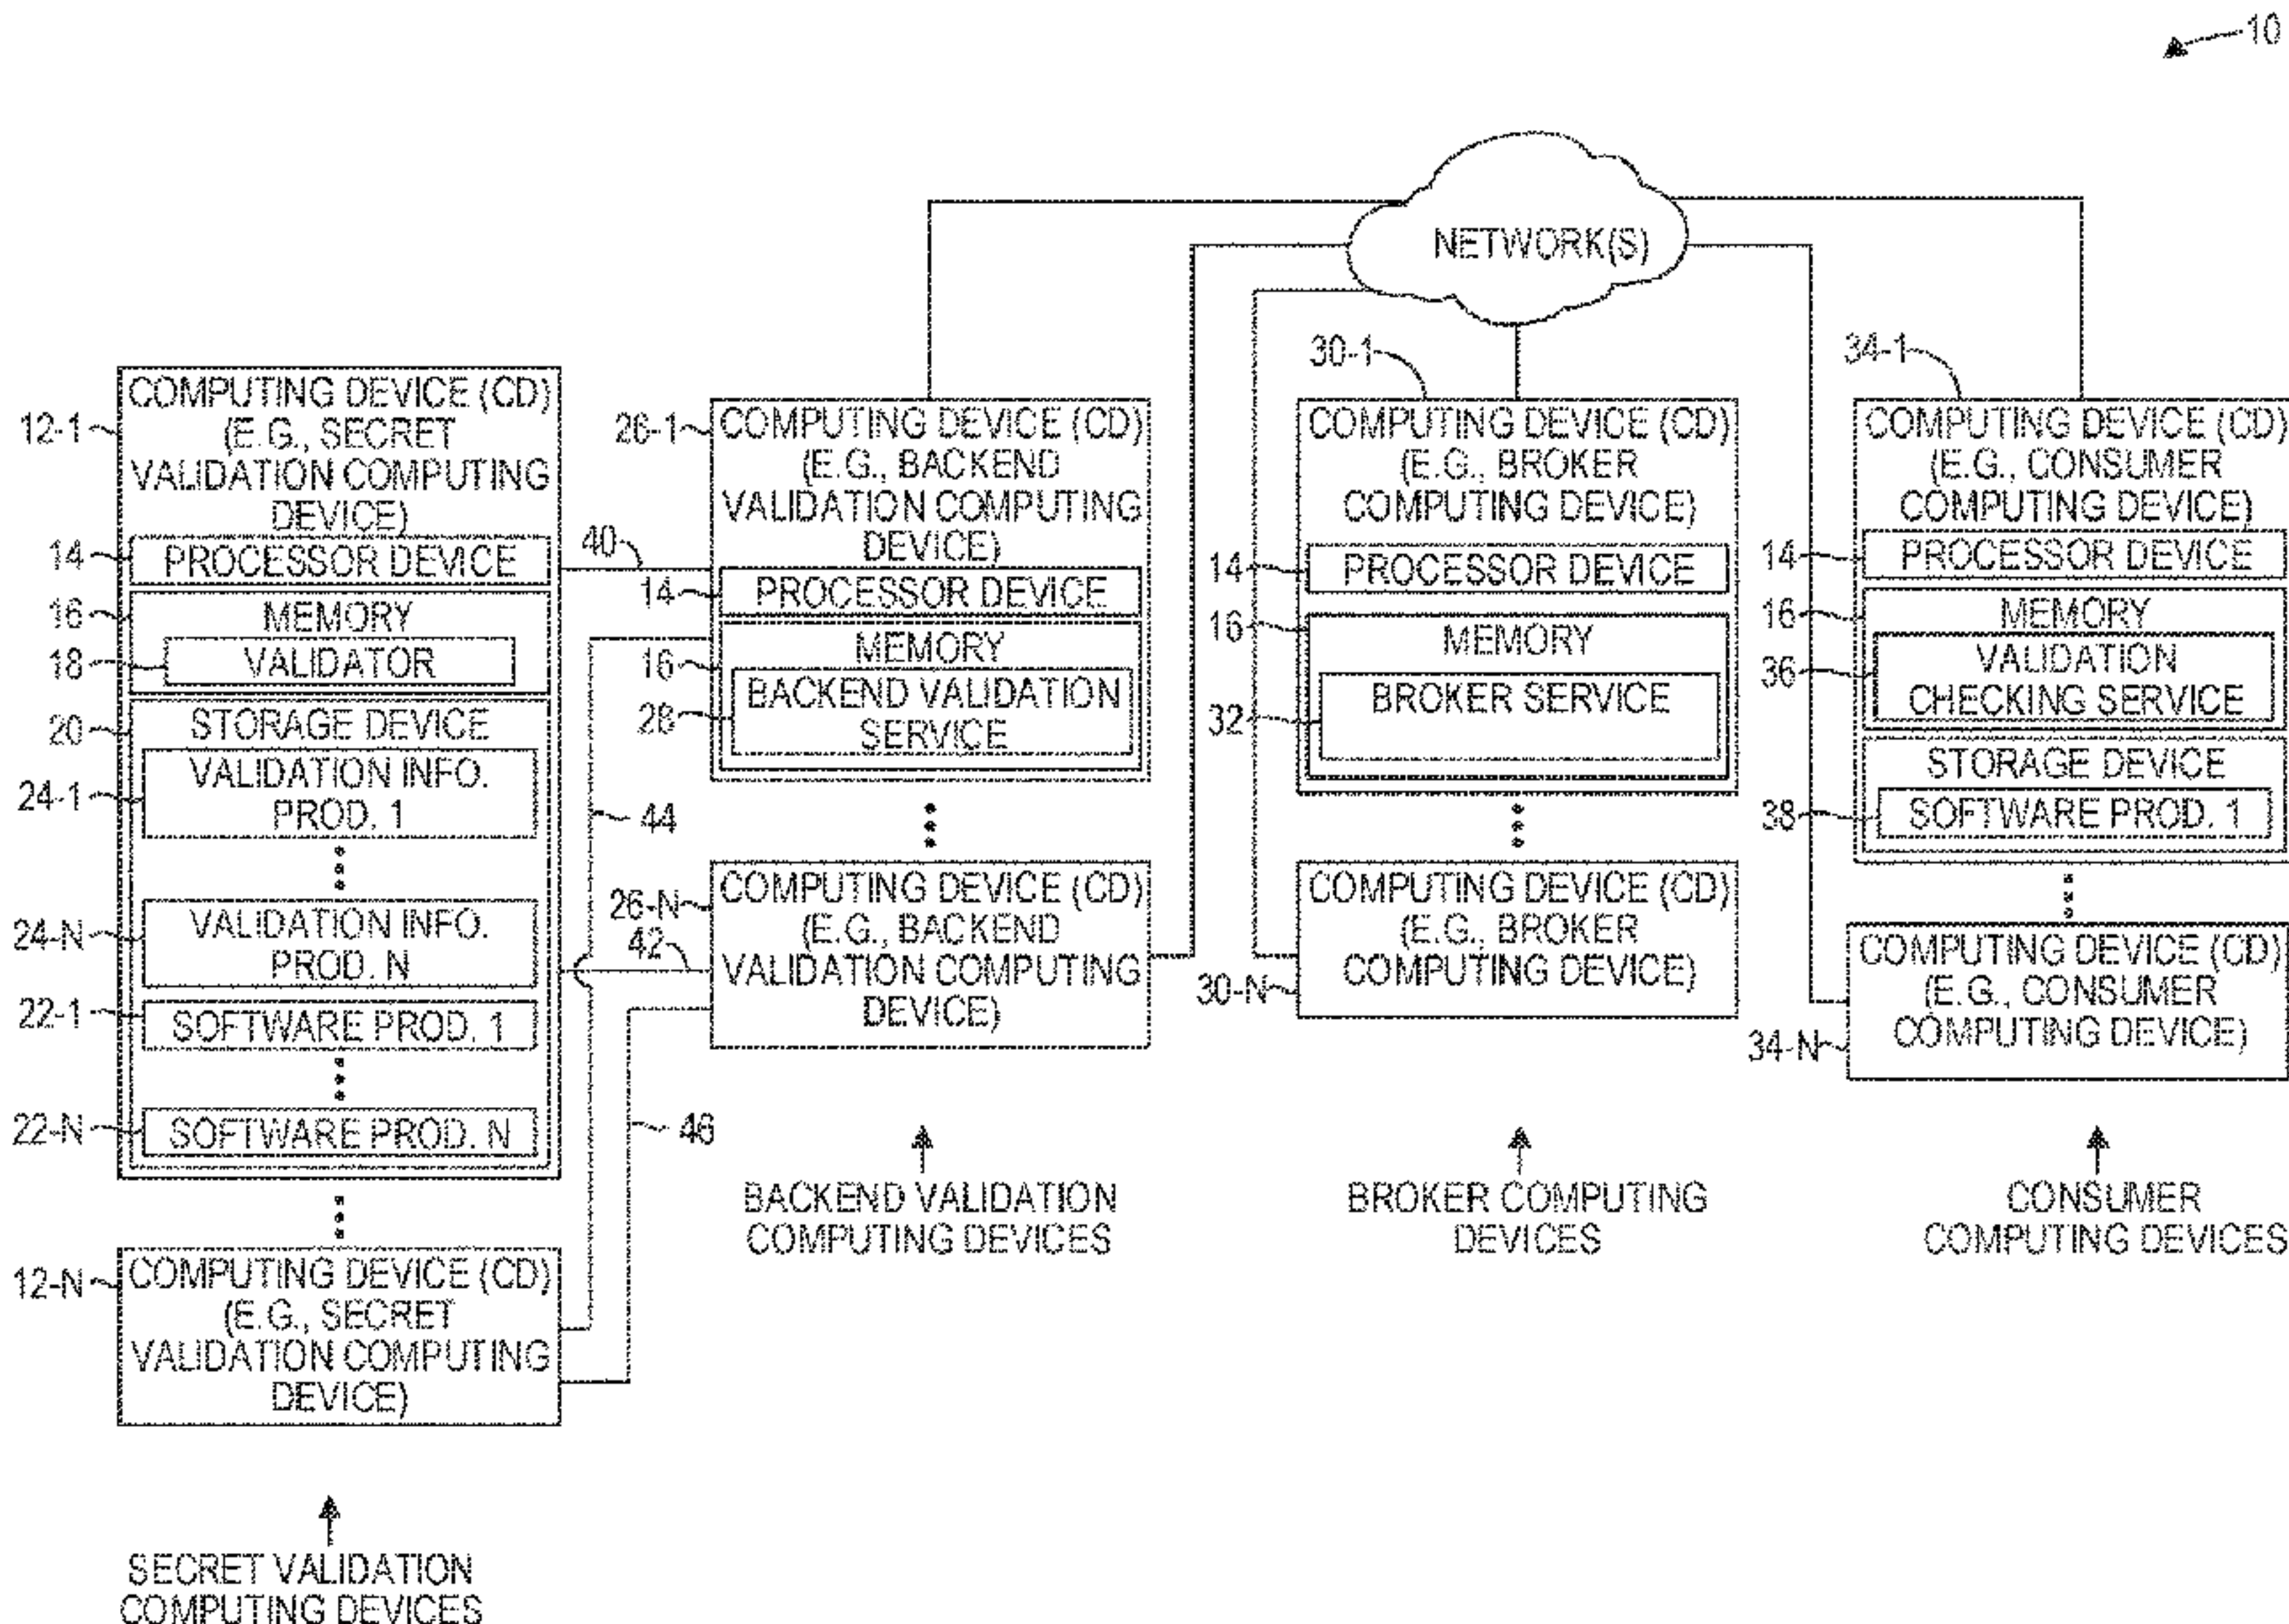 10
NETWORK(S)
12-1
COMPUTING DEVICE (CD)
(E.G., SECRET
VALIDATION COMPUTING
DEVICE)
14
PROCESSOR DEVICE
16
MEMORY
18
VALIDATOR
20
STORAGE DEVICE
24-1
VALIDATION INFO.
PROD. 1
24-N
VALIDATION INFO.
PROD. N
22-1
SOFTWARE PROD. 1
22-N
SOFTWARE PROD. N
12-N
COMPUTING DEVICE (CD)
(E.G., SECRET
VALIDATION COMPUTING
DEVICE)
SECRET VALIDATION
COMPUTING DEVICES
40
44
42
46
26-1
COMPUTING DEVICE (CD)
(E.G., BACKEND
VALIDATION COMPUTING
DEVICE)
14
PROCESSOR DEVICE
16
MEMORY
28
BACKEND VALIDATION
SERVICE
26-N
COMPUTING DEVICE (CD)
(E.G., BACKEND
VALIDATION COMPUTING
DEVICE)
BACKEND VALIDATION
COMPUTING DEVICES
30-1
COMPUTING DEVICE (CD)
(E.G., BROKER
COMPUTING DEVICE)
14
PROCESSOR DEVICE
16
MEMORY
32
BROKER SERVICE
COMPUTING DEVICE (CD)
(E.G., BROKER
COMPUTING DEVICE)
30-N
BROKER COMPUTING
DEVICES
34-1
COMPUTING DEVICE (CD)
(E.G., CONSUMER
COMPUTING DEVICE)
14
PROCESSOR DEVICE
16
MEMORY
36
VALIDATION
CHECKING SERVICE
STORAGE DEVICE
38
SOFTWARE PROD. 1
COMPUTING DEVICE (CD)
(E.G., CONSUMER
COMPUTING DEVICE)
34-N
CONSUMER
COMPUTING DEVICES